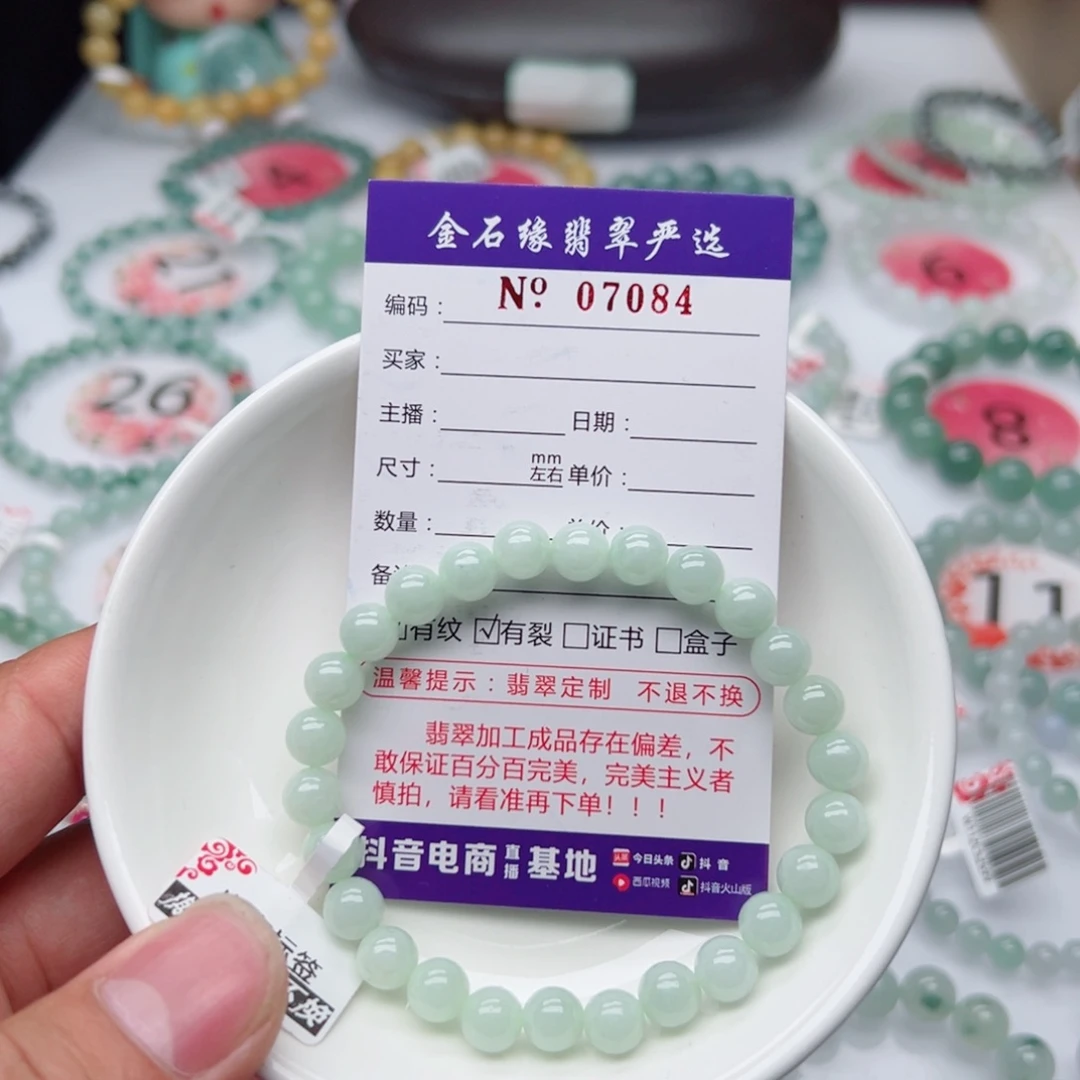 金石缘翡翠严选
编码：
Nº 07084
买家：
主播：
日期：
尺寸：
mm
左右
单价：
数量：
有纹 ☑有裂 □证书 □盒子
温馨提示：翡翠定制 不退不换
翡翠加工成品存在偏差，不
敢保证百分百完美，完美主义者
慎拍，请看准再下单！！！
抖音电商直播基地
今日头条
抖音
西瓜视频
抖音火山版
标签
21
26
6
8
11